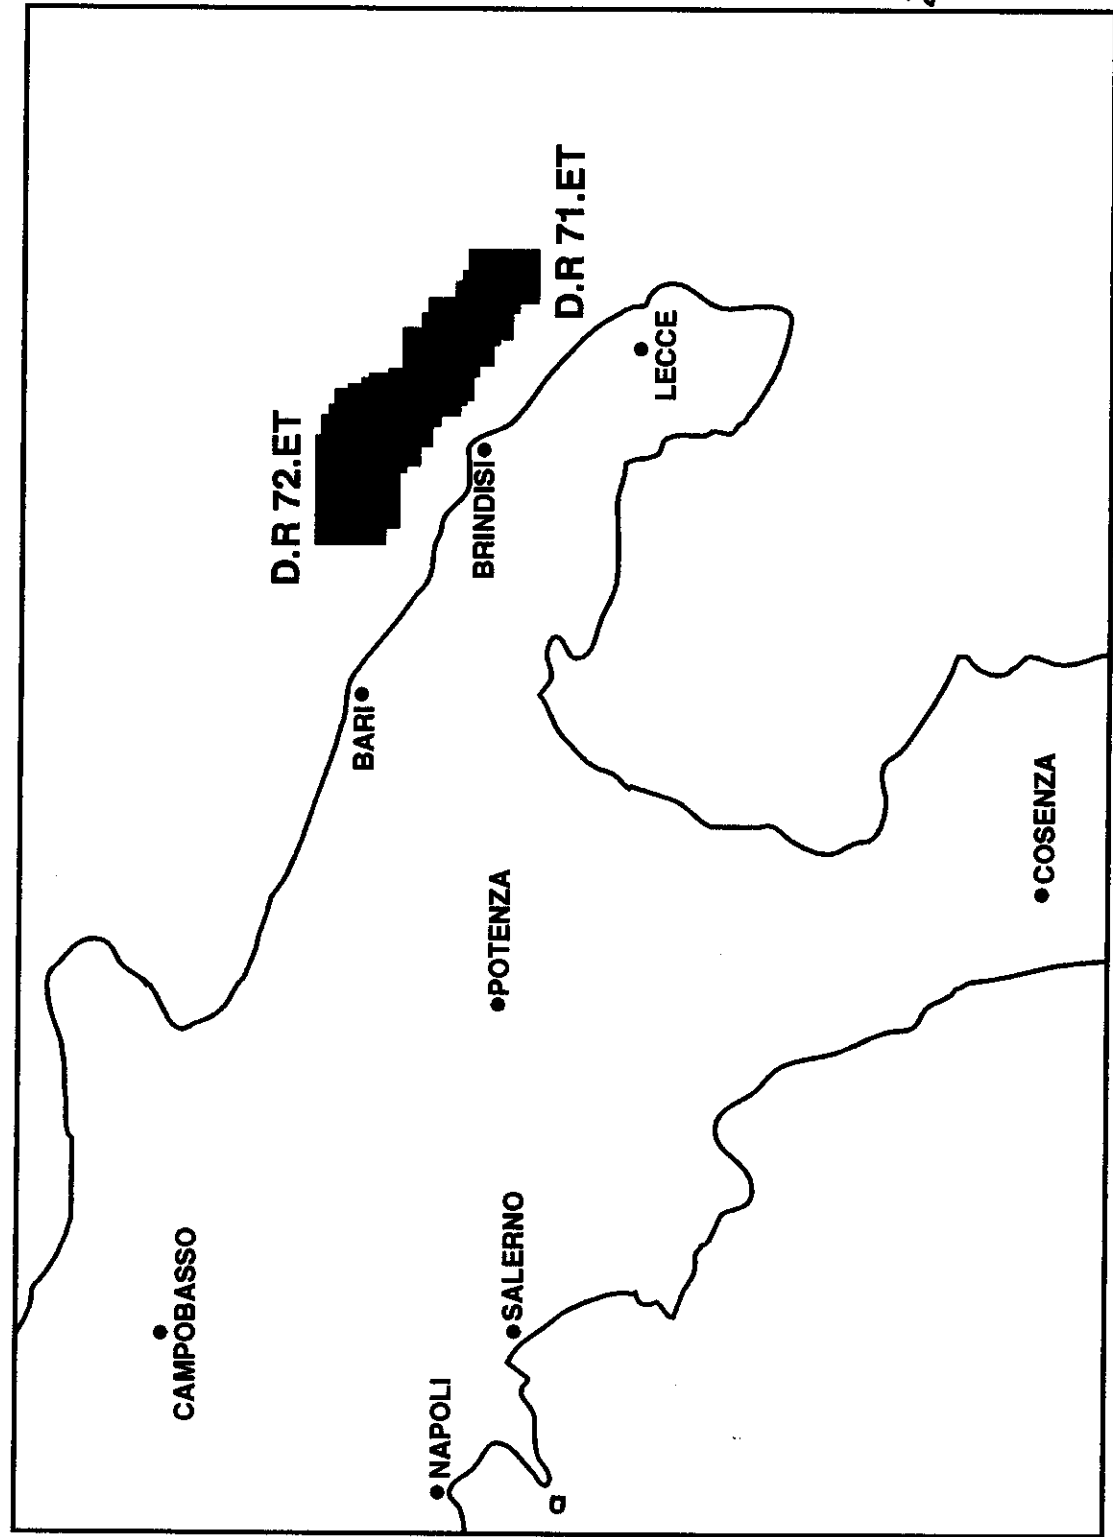 D.R 72.ET
D.R 71.ET
CAMPOBASSO
BARI
NAPOLI
BRINDISI
POTENZA
SALERNO
LECCE
COSENZA